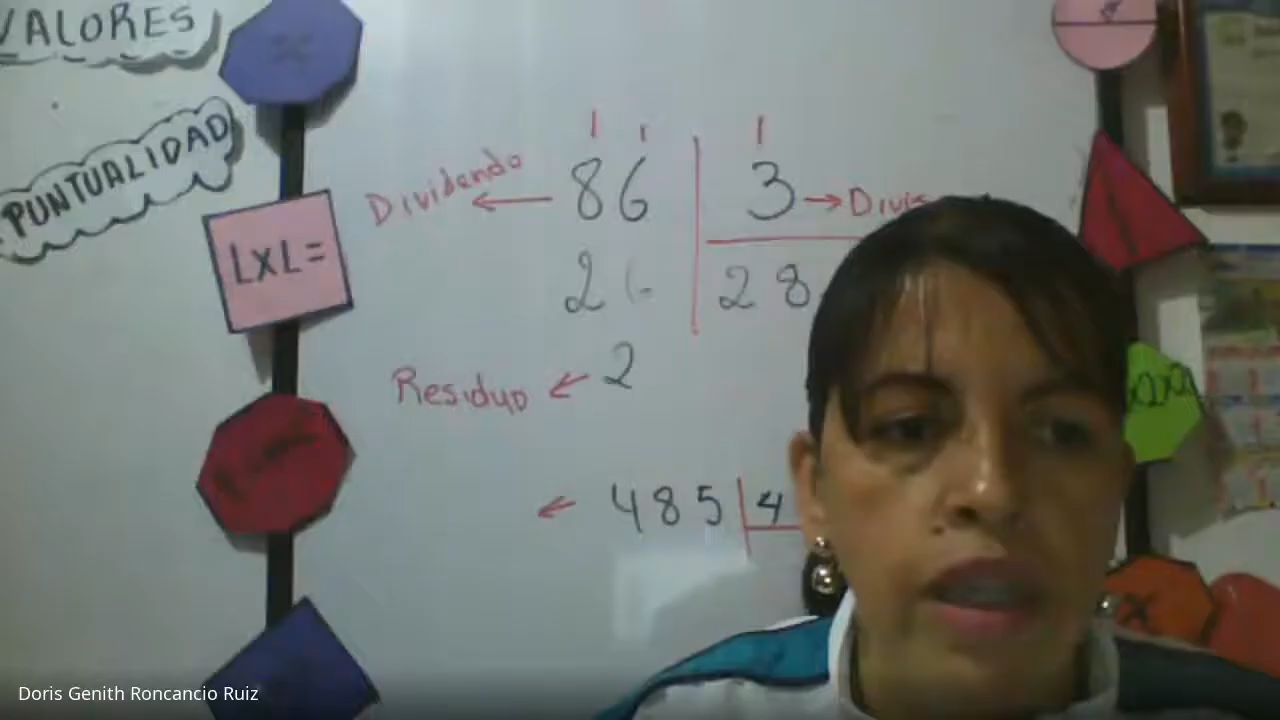 VALORES
PUNTUALIDAD
LxL=
1 1 1
Dividendo ← 86 3 →
26 28
Residuo ← 2
← 485 4
Doris Genith Roncancio Ruiz